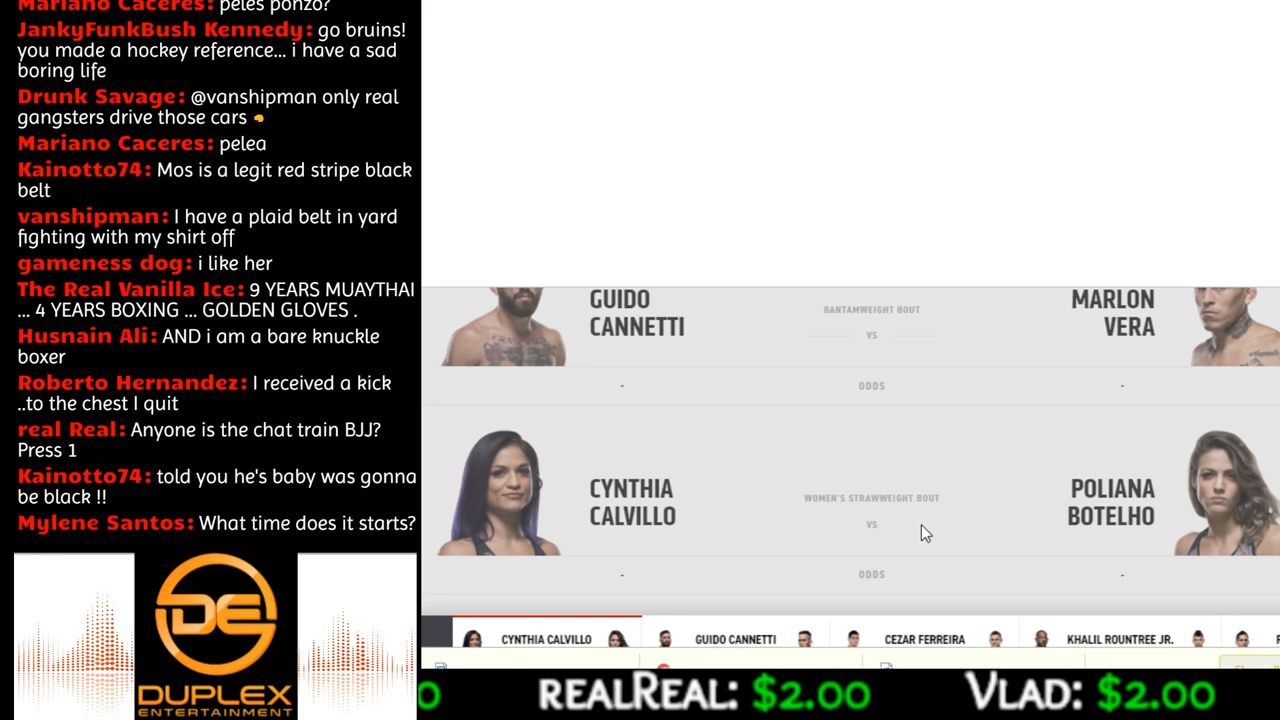 Mariano Caceres: peles ponzo?
JankyFunkBush Kennedy: go bruins!
you made a hockey reference... i have a sad
boring life
Drunk Savage: @vanshipman only real
gangsters drive those cars
Mariano Caceres: pelea
Kainotto74: Mos is a legit red stripe black
belt
vanshipman: I have a plaid belt in yard
fighting with my shirt off
gameness dog: i like her
The Real Vanilla Ice: 9 YEARS MUAYTHAI
... 4 YEARS BOXING ... GOLDEN GLOVES .
Husnain Ali: AND i am a bare knuckle
boxer
Roberto Hernandez: I received a kick
..to the chest I quit
real Real: Anyone is the chat train BJJ?
Press 1
Kainotto74: told you he's baby was gonna
be black !!
Mylene Santos: What time does it starts?
DE
DUPLEX
ENTERTAINMENT
GUIDO
CANNETTI
BANTAMWEIGHT BOUT
VS
MARLON
VERA
- ODDS -
CYNTHIA
CALVILLO
WOMEN'S STRAWWEIGHT BOUT
VS
POLIANA
BOTELHO
- ODDS -
CYNTHIA CALVILLO GUIDO CANNETTI CEZAR FERREIRA KHALIL ROUNTREE JR.
0 REALREAL: $2.00 VLAD: $2.00